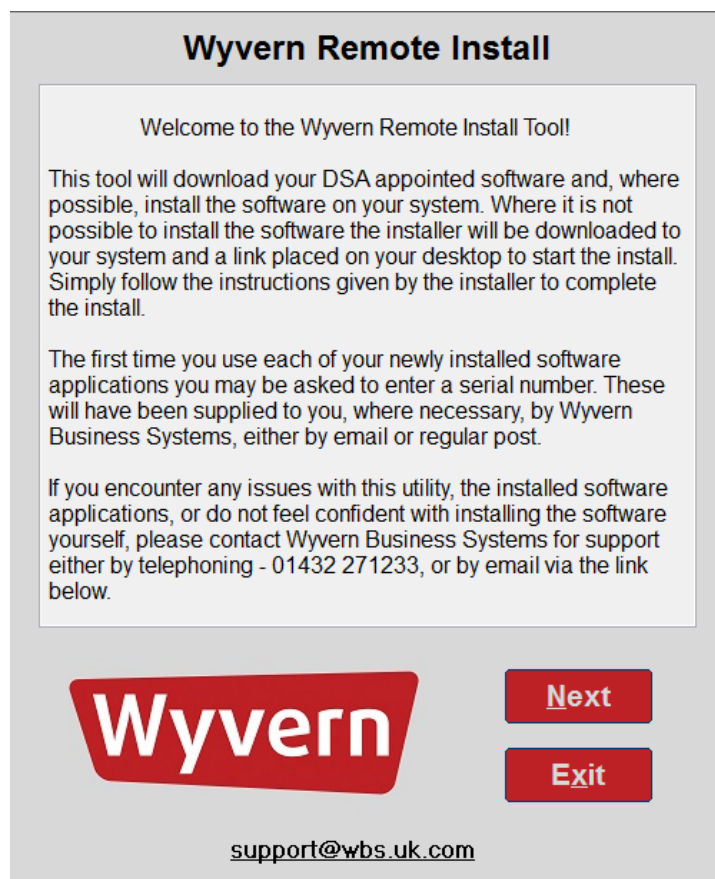 Wyvern Remote Install
Welcome to the Wyvern Remote Install Tool!
This tool will download your DSA appointed software and, where
possible, install the software on your system. Where it is not
possible to install the software the installer will be downloaded to
your system and a link placed on your desktop to start the install.
Simply follow the instructions given by the installer to complete
the install.
The first time you use each of your newly installed software
applications you may be asked to enter a serial number. These
will have been supplied to you, where necessary, by Wyvern
Business Systems, either by email or regular post.
If you encounter any issues with this utility, the installed software
applications, or do not feel confident with installing the software
yourself, please contact Wyvern Business Systems for support
either by telephoning - 01432 271233, or by email via the link
below.
Wyvern
Next
Exit
support@wbs.uk.com